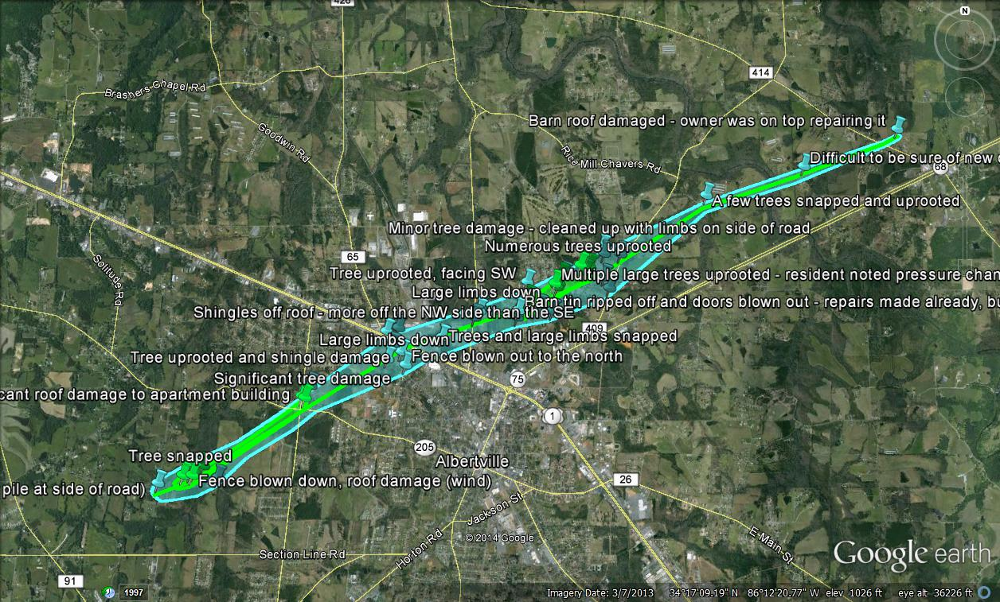 426
N
414
Brashers Chapel Rd
Barn roof damaged - owner was on top repairing it
Goodwin Rd
Rice Mill Chavers Rd
Difficult to be sure of new
68
A few trees snapped and uprooted
Minor tree damage - cleaned up with limbs on side of road
Numerous trees uprooted
65
Solitude Rd
Tree uprooted, facing SW
Multiple large trees uprooted - resident noted pressure chan
Large limbs down
Barn tin ripped off and doors blown out - repairs made already, bu
Shingles off roof - more off the NW side than the SE
409
Large limbs down
Trees and large limbs snapped
Tree uprooted and shingle damage
Fence blown out to the north
Significant tree damage
75
cant roof damage to apartment building
1
205
Tree snapped
Albertville
pile at side of road)
Fence blown down, roof damage (wind)
26
Jackson St
© 2014 Google
E Main St
Section Line Rd
Horton Rd
Google earth
91
1997
Imagery Date: 3/7/2013 34°17'09.19" N 86°12'20.77" W elev 1026 ft eye alt 36226 ft